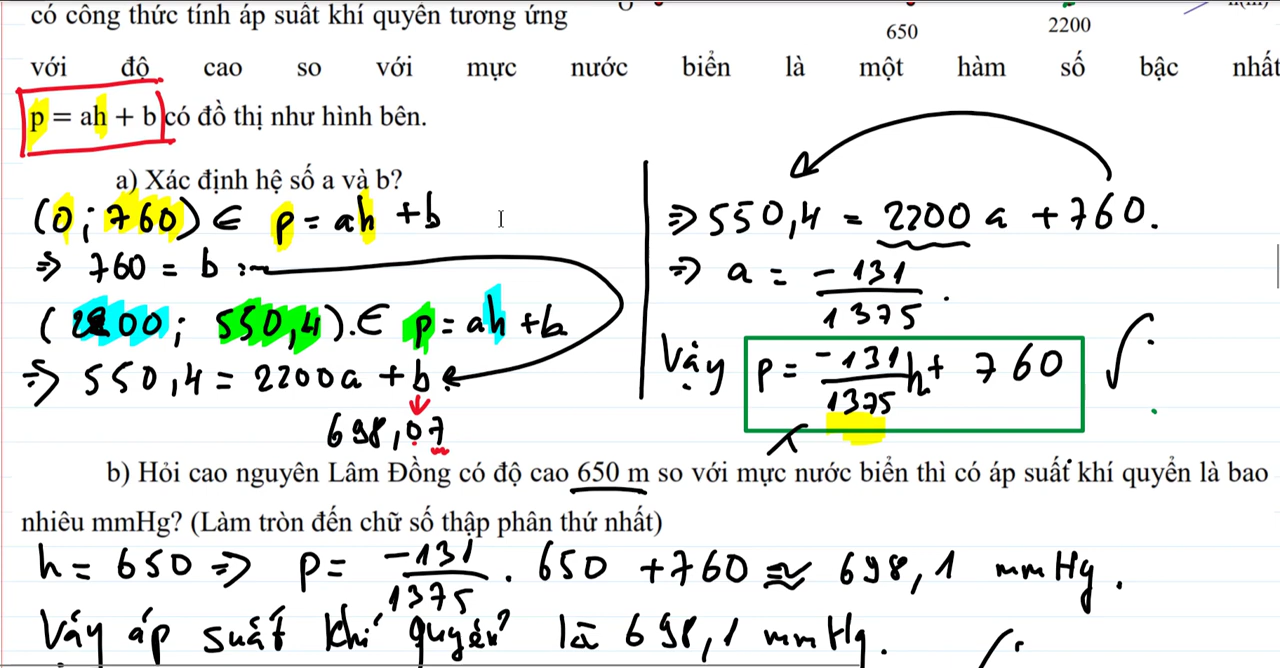 có công thức tính áp suất khí quyển tương ứng
O
650
2200
h(m)
với độ cao so với mực nước biển là một hàm số bậc nhất
p = ah + b có đồ thị như hình bên.
a) Xác định hệ số a và b?
(0; 760) ∈ p = ah + b
⇒ 760 = b
(2200; 550,4). ∈ p = ah + b
⇒ 550,4 = 2200a + b
698,07
⇒ 550,4 = 2200 a + 760.
⇒ a = -131/1375.
Vậy p = -131/1375 h + 760
b) Hỏi cao nguyên Lâm Đồng có độ cao 650 m so với mực nước biển thì có áp suất khí quyển là bao
nhiêu mmHg? (Làm tròn đến chữ số thập phân thứ nhất)
h = 650 ⇒ p = -131/1375 . 650 + 760 ≈ 698,1 mmHg.
Vậy áp suất khí quyển là 698,1 mmHg.